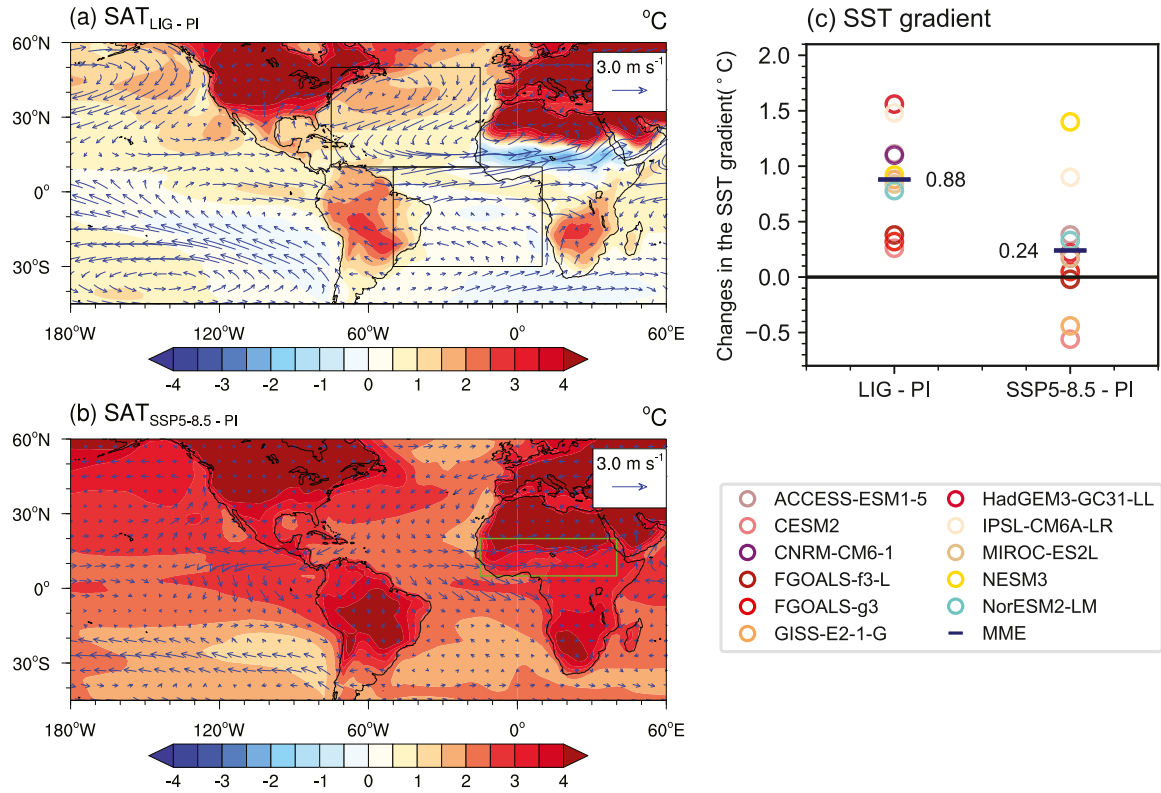 (a) SAT_LIG - PI °C
60°N
30°N
0°
30°S
3.0 m s⁻¹
180°W 120°W 60°W 0° 60°E
-4 -3 -2 -1 0 1 2 3 4
(b) SAT_SSP5-8.5 - PI °C
60°N
30°N
0°
30°S
3.0 m s⁻¹
180°W 120°W 60°W 0° 60°E
-4 -3 -2 -1 0 1 2 3 4
(c) SST gradient
Changes in the SST gradient(°C)
2.0
1.5
1.0
0.5
0.0
−0.5
0.88
0.24
LIG - PI SSP5-8.5 - PI
ACCESS-ESM1-5
CESM2
CNRM-CM6-1
FGOALS-f3-L
FGOALS-g3
GISS-E2-1-G
HadGEM3-GC31-LL
IPSL-CM6A-LR
MIROC-ES2L
NESM3
NorESM2-LM
MME